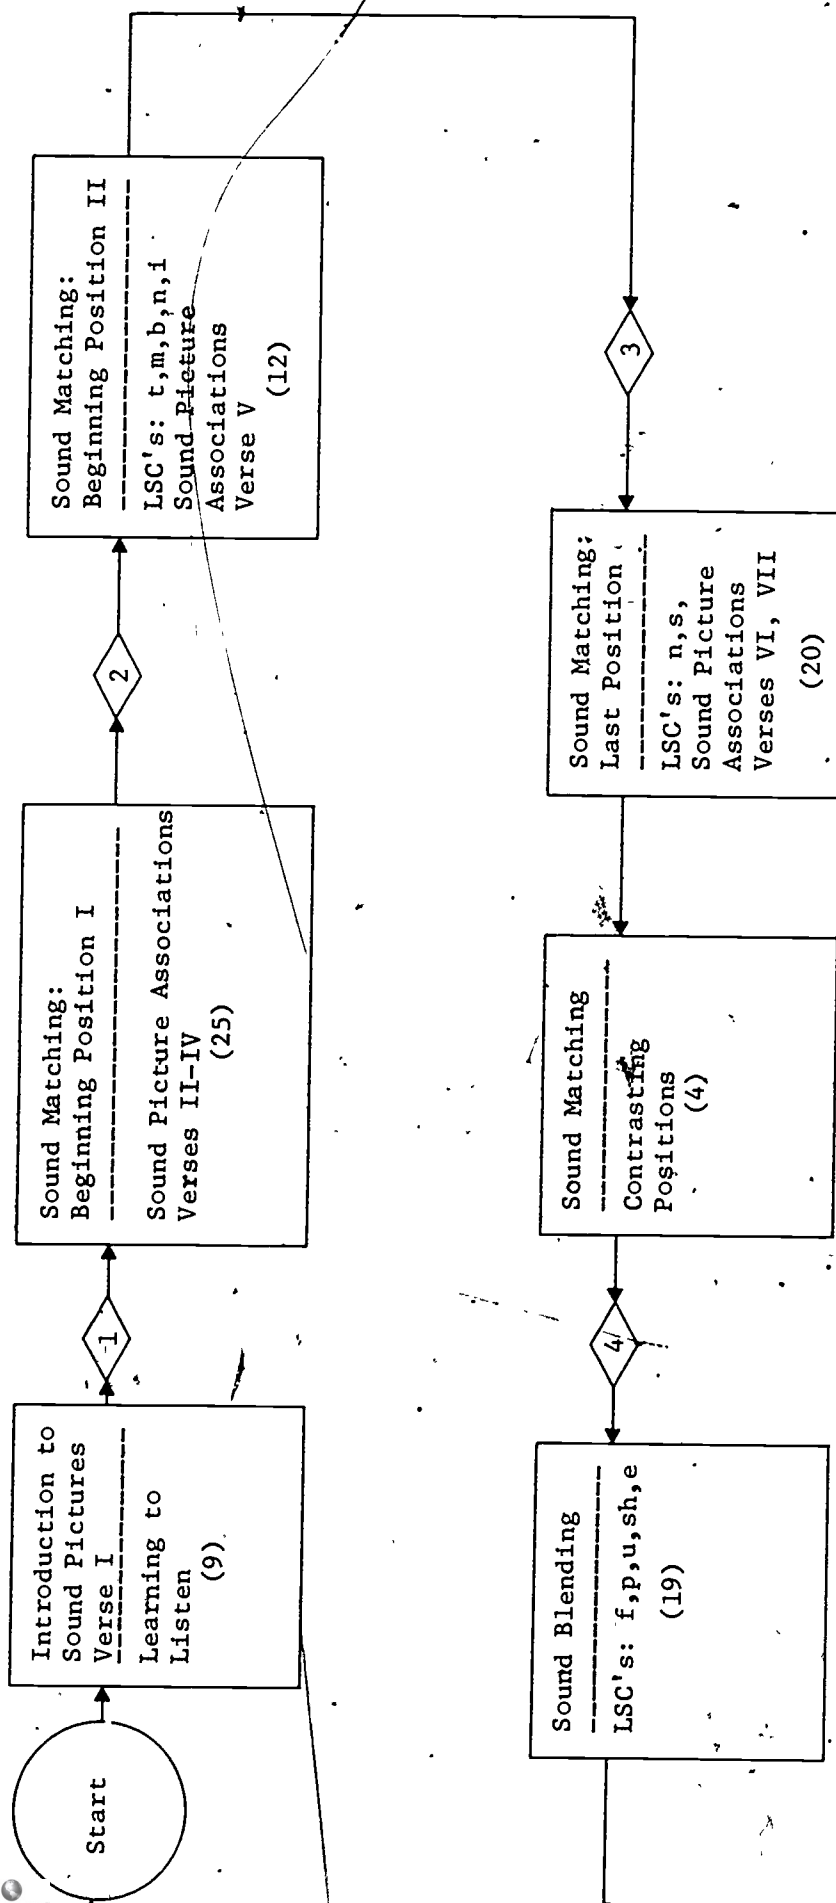 Start
Introduction to
Sound Pictures
Verse I
Learning to
Listen
(9)
1
Sound Matching:
Beginning Position I
Sound Picture Associations
Verses II-IV
(25)
2
Sound Matching:
Beginning Position II
LSC's: t,m,b,n,i
Sound Picture
Associations
Verse V
(12)
3
Sound Matching:
Last Position
LSC's: n,s,
Sound Picture
Associations
Verses VI, VII
(20)
Sound Matching
Contrasting
Positions
(4)
4
Sound Blending
LSC's: f,p,u,sh,e
(19)